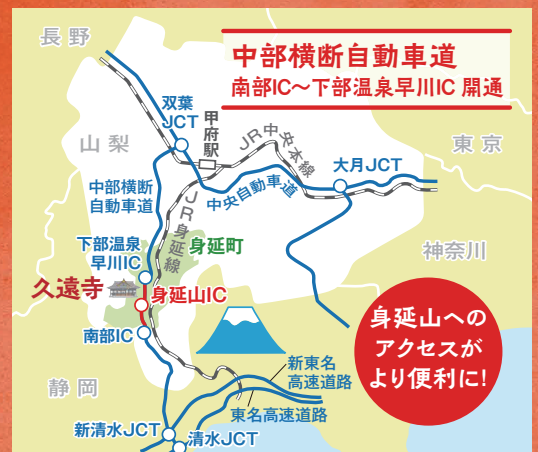 中部横断自動車道
南部IC～下部温泉早川IC 開通
長野
双葉
JCT
甲府駅
JR中央本線
山梨
東京
大月JCT
中部横断
自動車道
中央自動車道
JR身延線
下部温泉
早川IC
身延町
神奈川
久遠寺
身延山IC
南部IC
身延山への
アクセスが
より便利に!
静岡
新東名
高速道路
東名高速道路
新清水JCT
清水JCT